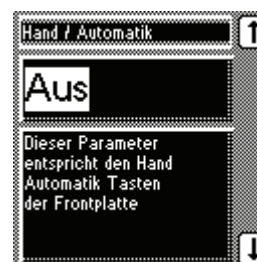 Hand / Automatik
Aus
Dieser Parameter
entspricht den Hand
Automatik Tasten
der Frontplatte